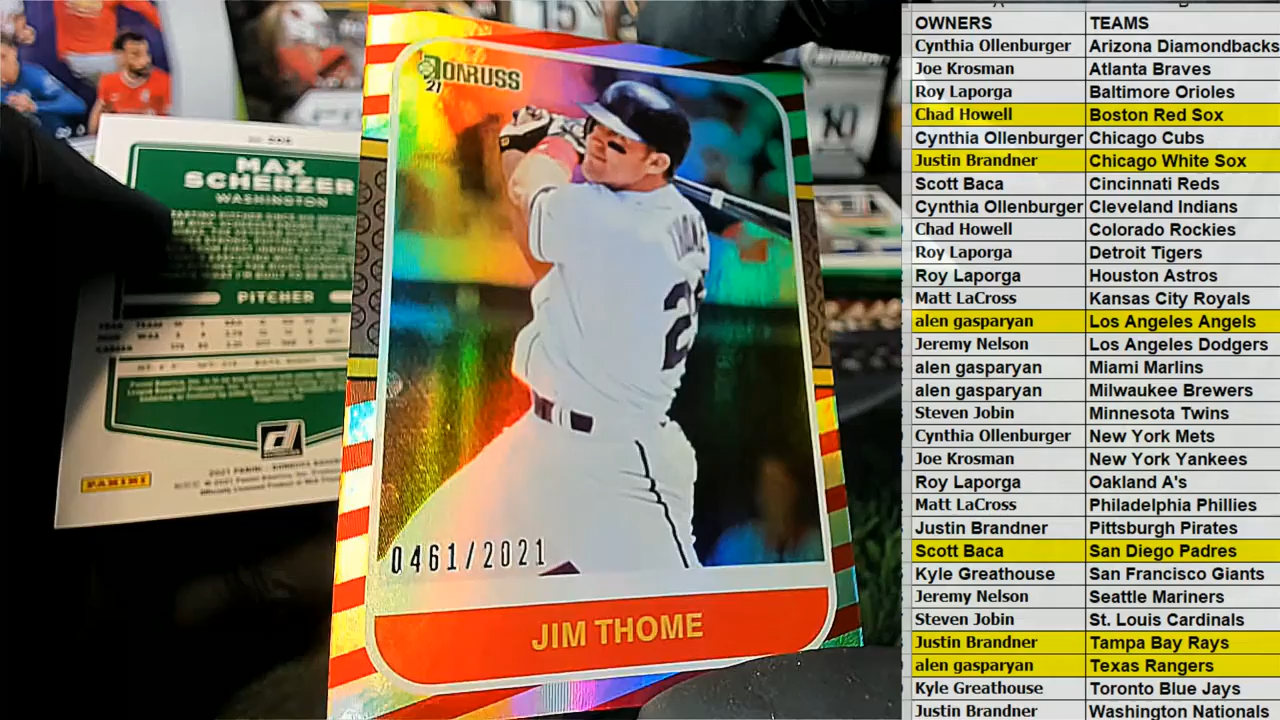 MAX
SCHERZER
WASHINGTON
PITCHER
PANINI
DONRUSS
21
0461/2021
JIM THOME
15
OWNERS TEAMS
Cynthia Ollenburger Arizona Diamondbacks
Joe Krosman Atlanta Braves
Roy Laporga Baltimore Orioles
Chad Howell Boston Red Sox
Cynthia Ollenburger Chicago Cubs
Justin Brandner Chicago White Sox
Scott Baca Cincinnati Reds
Cynthia Ollenburger Cleveland Indians
Chad Howell Colorado Rockies
Roy Laporga Detroit Tigers
Roy Laporga Houston Astros
Matt LaCross Kansas City Royals
alen gasparyan Los Angeles Angels
Jeremy Nelson Los Angeles Dodgers
alen gasparyan Miami Marlins
alen gasparyan Milwaukee Brewers
Steven Jobin Minnesota Twins
Cynthia Ollenburger New York Mets
Joe Krosman New York Yankees
Roy Laporga Oakland A's
Matt LaCross Philadelphia Phillies
Justin Brandner Pittsburgh Pirates
Scott Baca San Diego Padres
Kyle Greathouse San Francisco Giants
Jeremy Nelson Seattle Mariners
Steven Jobin St. Louis Cardinals
Justin Brandner Tampa Bay Rays
alen gasparyan Texas Rangers
Kyle Greathouse Toronto Blue Jays
Justin Brandner Washington Nationals